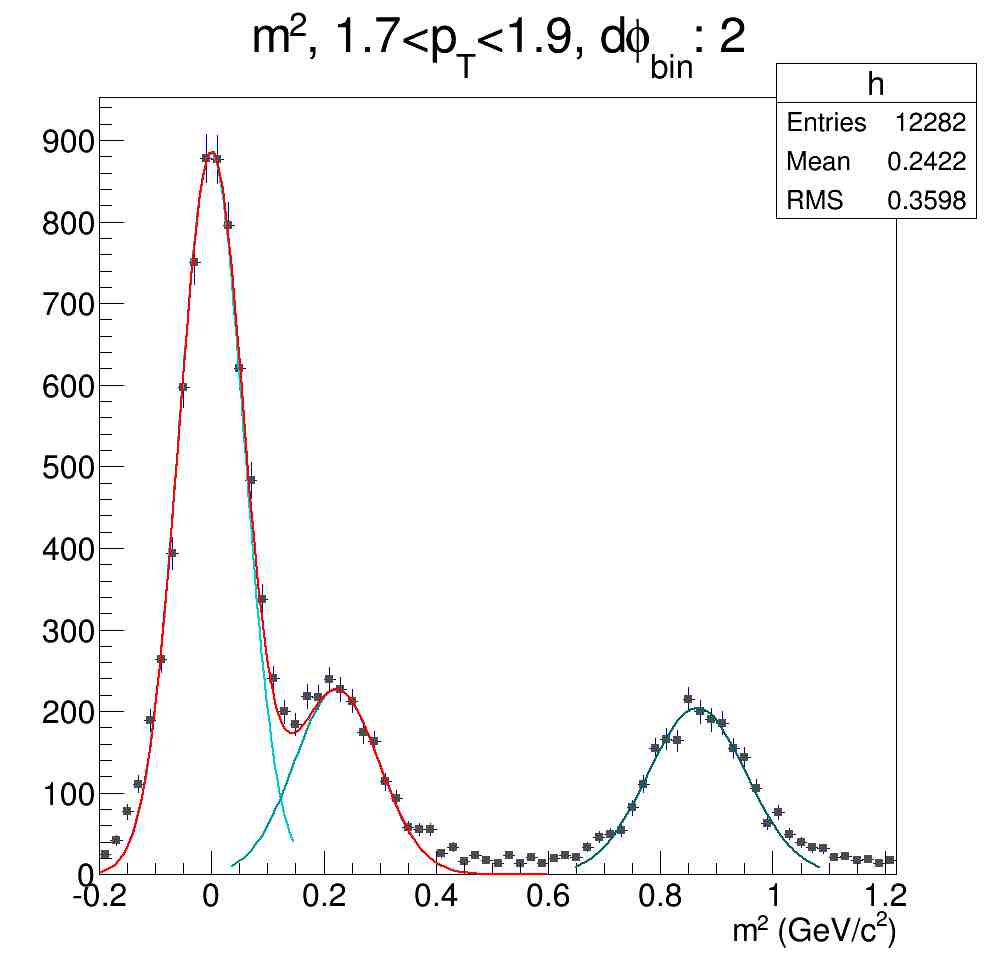 m², 1.7<p_T<1.9, dϕ_bin: 2
h
Entries 12282
Mean 0.2422
RMS 0.3598
900
800
700
600
500
400
300
200
100
0
-0.2 0 0.2 0.4 0.6 0.8 1 1.2
m² (GeV/c²)